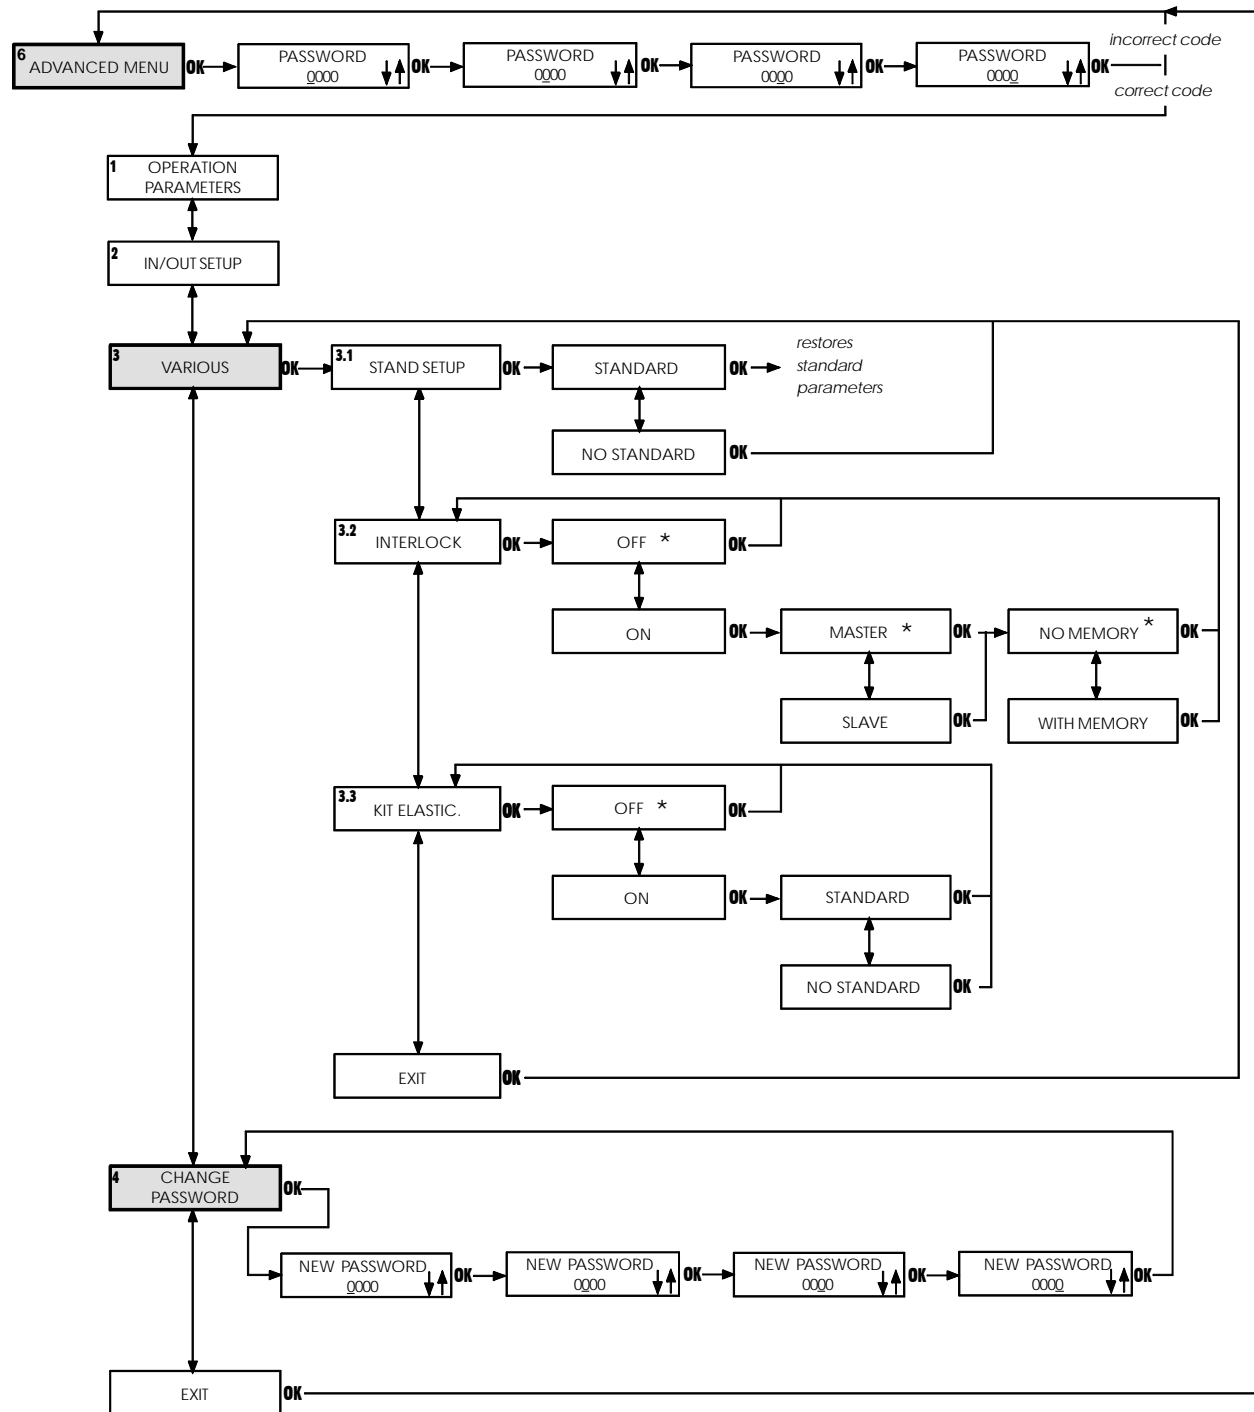 incorrect code
6 ADVANCED MENU OK
PASSWORD
0000 OK
PASSWORD
0000 OK
PASSWORD
0000 OK
PASSWORD
0000 OK
correct code
1 OPERATION
PARAMETERS
2 IN/OUT SETUP
3 VARIOUS OK
3.1 STAND SETUP OK
STANDARD OK
restores
standard
parameters
NO STANDARD OK
3.2 INTERLOCK OK
OFF * OK
ON OK
MASTER * OK
NO MEMORY * OK
SLAVE OK
WITH MEMORY OK
3.3 KIT ELASTIC. OK
OFF * OK
ON OK
STANDARD OK
NO STANDARD OK
EXIT OK
4 CHANGE
PASSWORD OK
NEW PASSWORD
0000 OK
NEW PASSWORD
0000 OK
NEW PASSWORD
0000 OK
NEW PASSWORD
0000 OK
EXIT OK